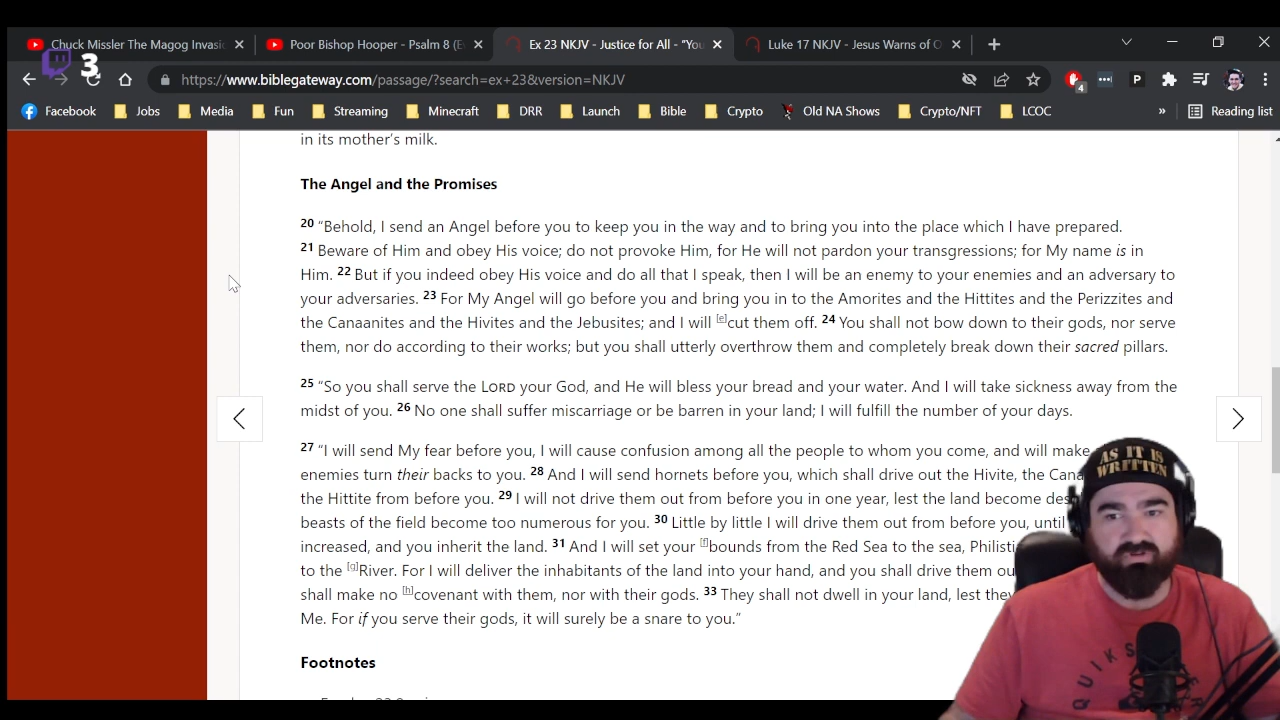 Chuck Missler The Magog Invasi
Poor Bishop Hooper - Psalm 8 (E
Ex 23 NKJV - Justice for All - “You
Luke 17 NKJV - Jesus Warns of O
3
https://www.biblegateway.com/passage/?search=ex+23&version=NKJV
4
P
Facebook Jobs Media Fun Streaming Minecraft DRR Launch Bible Crypto Old NA Shows Crypto/NFT LCOC » Reading list
in its mother’s milk.
The Angel and the Promises
20 “Behold, I send an Angel before you to keep you in the way and to bring you into the place which I have prepared.
21 Beware of Him and obey His voice; do not provoke Him, for He will not pardon your transgressions; for My name is in
Him. 22 But if you indeed obey His voice and do all that I speak, then I will be an enemy to your enemies and an adversary to
your adversaries. 23 For My Angel will go before you and bring you in to the Amorites and the Hittites and the Perizzites and
the Canaanites and the Hivites and the Jebusites; and I will [e]cut them off. 24 You shall not bow down to their gods, nor serve
them, nor do according to their works; but you shall utterly overthrow them and completely break down their sacred pillars.
25 “So you shall serve the LORD your God, and He will bless your bread and your water. And I will take sickness away from the
midst of you. 26 No one shall suffer miscarriage or be barren in your land; I will fulfill the number of your days.
27 “I will send My fear before you, I will cause confusion among all the people to whom you come, and will make
enemies turn their backs to you. 28 And I will send hornets before you, which shall drive out the Hivite, the Cana
the Hittite from before you. 29 I will not drive them out from before you in one year, lest the land become des
beasts of the field become too numerous for you. 30 Little by little I will drive them out from before you, until
increased, and you inherit the land. 31 And I will set your [f]bounds from the Red Sea to the sea, Philisti
to the [g]River. For I will deliver the inhabitants of the land into your hand, and you shall drive them ou
shall make no [h]covenant with them, nor with their gods. 33 They shall not dwell in your land, lest they
Me. For if you serve their gods, it will surely be a snare to you.”
Footnotes
AS IT IS
WRITTEN
QUIKS